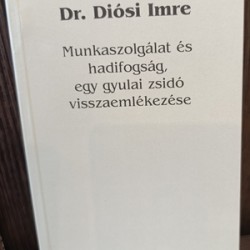 Dr. Diósi Imre
Munkaszolgálat és
hadifogság,
egy gyulai zsidó
visszaemlékezése